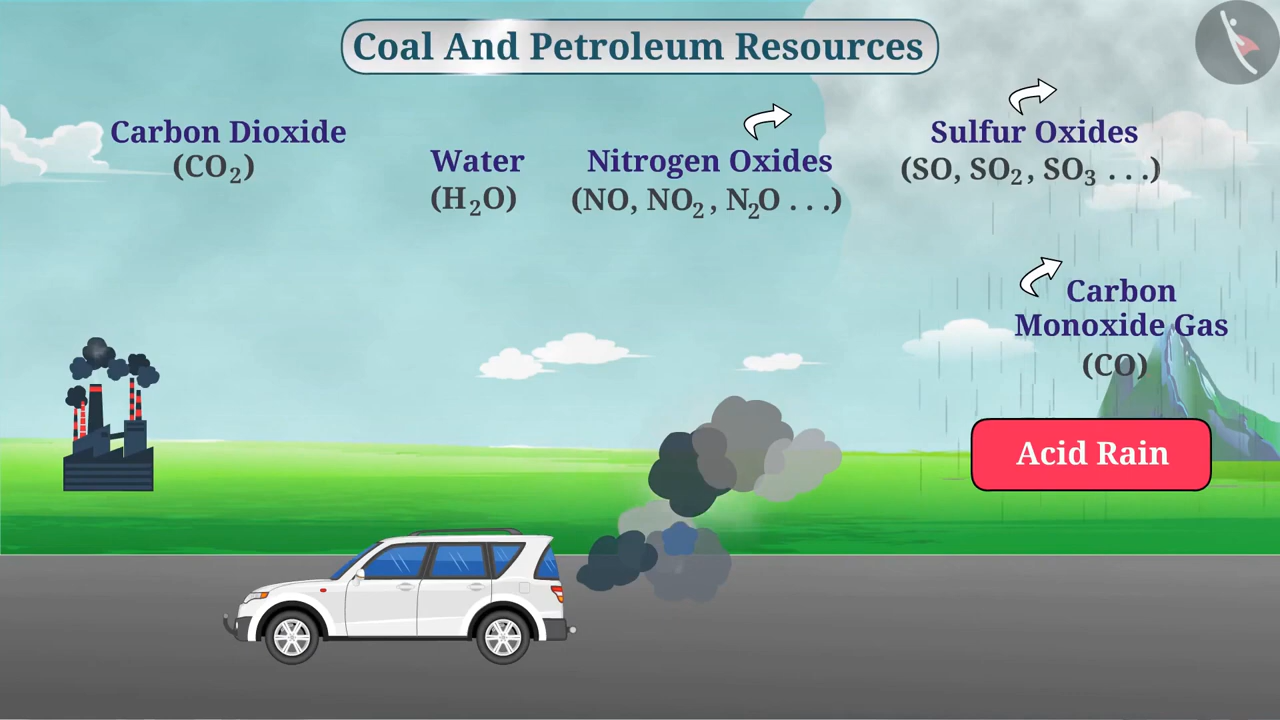 Coal And Petroleum Resources
Carbon Dioxide
(CO₂)
Water
(H₂O)
Nitrogen Oxides
(NO, NO₂, N₂O . . .)
Sulfur Oxides
(SO, SO₂, SO₃ . . .)
Carbon
Monoxide Gas
(CO)
Acid Rain